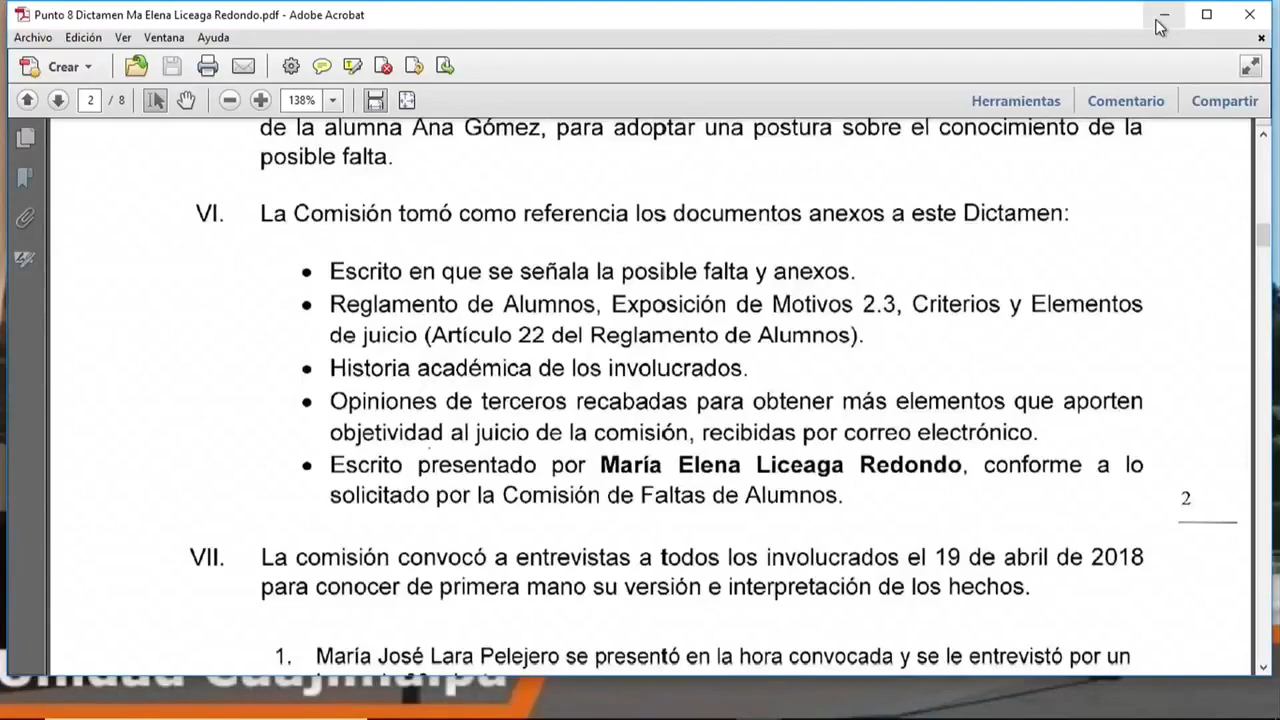 Punto 8 Dictamen Ma Elena Liceaga Redondo.pdf - Adobe Acrobat
Archivo Edición Ver Ventana Ayuda
Crear
2 / 8 138% Herramientas Comentario Compartir
de la alumna Ana Gómez, para adoptar una postura sobre el conocimiento de la
posible falta.
VI. La Comisión tomó como referencia los documentos anexos a este Dictamen:
• Escrito en que se señala la posible falta y anexos.
• Reglamento de Alumnos, Exposición de Motivos 2.3, Criterios y Elementos
de juicio (Artículo 22 del Reglamento de Alumnos).
• Historia académica de los involucrados.
• Opiniones de terceros recabadas para obtener más elementos que aporten
objetividad al juicio de la comisión, recibidas por correo electrónico.
• Escrito presentado por María Elena Liceaga Redondo, conforme a lo
solicitado por la Comisión de Faltas de Alumnos.
2
VII. La comisión convocó a entrevistas a todos los involucrados el 19 de abril de 2018
para conocer de primera mano su versión e interpretación de los hechos.
1. María José Lara Pelejero se presentó en la hora convocada y se le entrevistó por un
Unidad Cuajimalpa